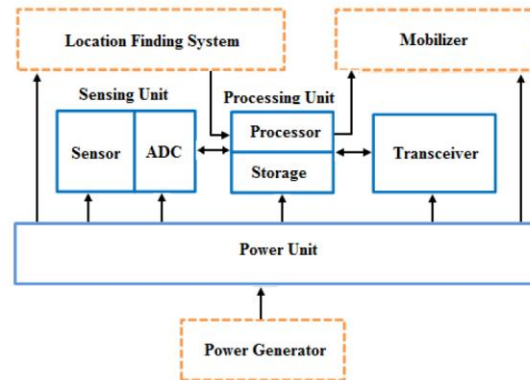 Location Finding System
Mobilizer
Sensing Unit
Processing Unit
Sensor
ADC
Processor
Storage
Transceiver
Power Unit
Power Generator